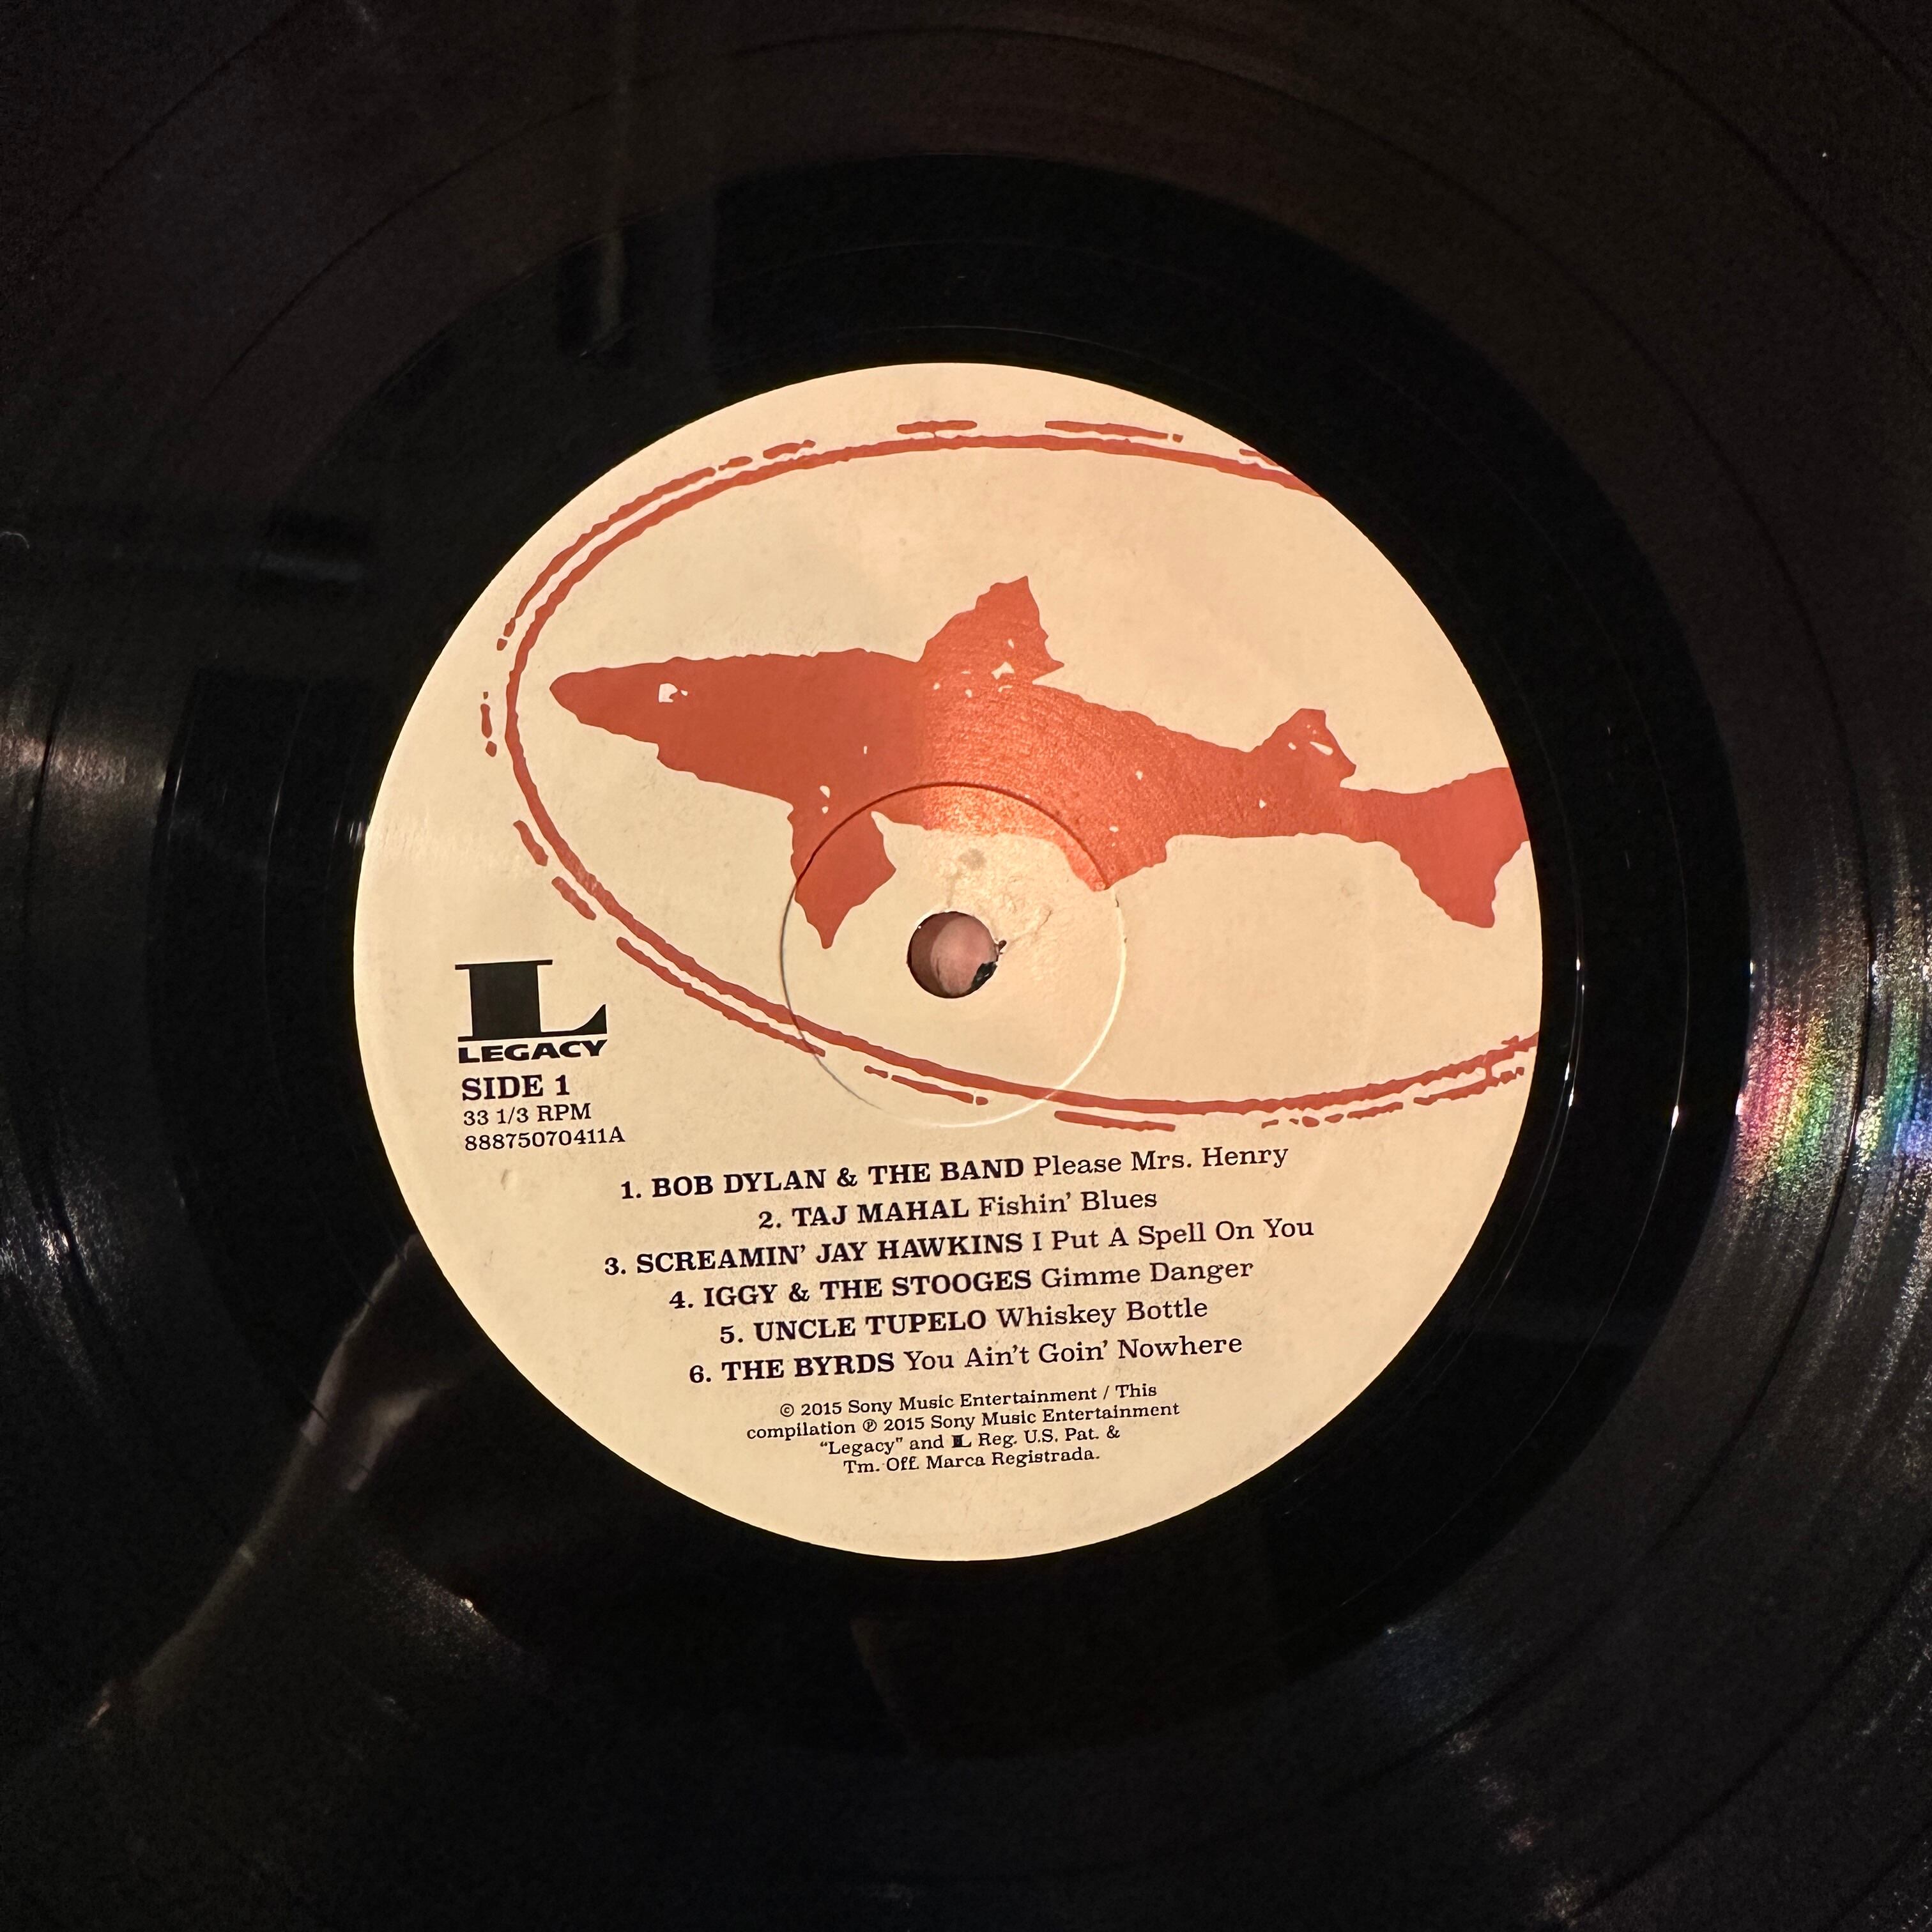 LEGACY
SIDE 1
33 1/3 RPM
88875070411A
1. BOB DYLAN & THE BAND Please Mrs. Henry
2. TAJ MAHAL Fishin’ Blues
3. SCREAMIN’ JAY HAWKINS I Put A Spell On You
4. IGGY & THE STOOGES Gimme Danger
5. UNCLE TUPELO Whiskey Bottle
6. THE BYRDS You Ain’t Goin’ Nowhere
© 2015 Sony Music Entertainment / This
compilation ℗ 2015 Sony Music Entertainment
“Legacy” and L Reg. U.S. Pat. &
Tm. Off. Marca Registrada.